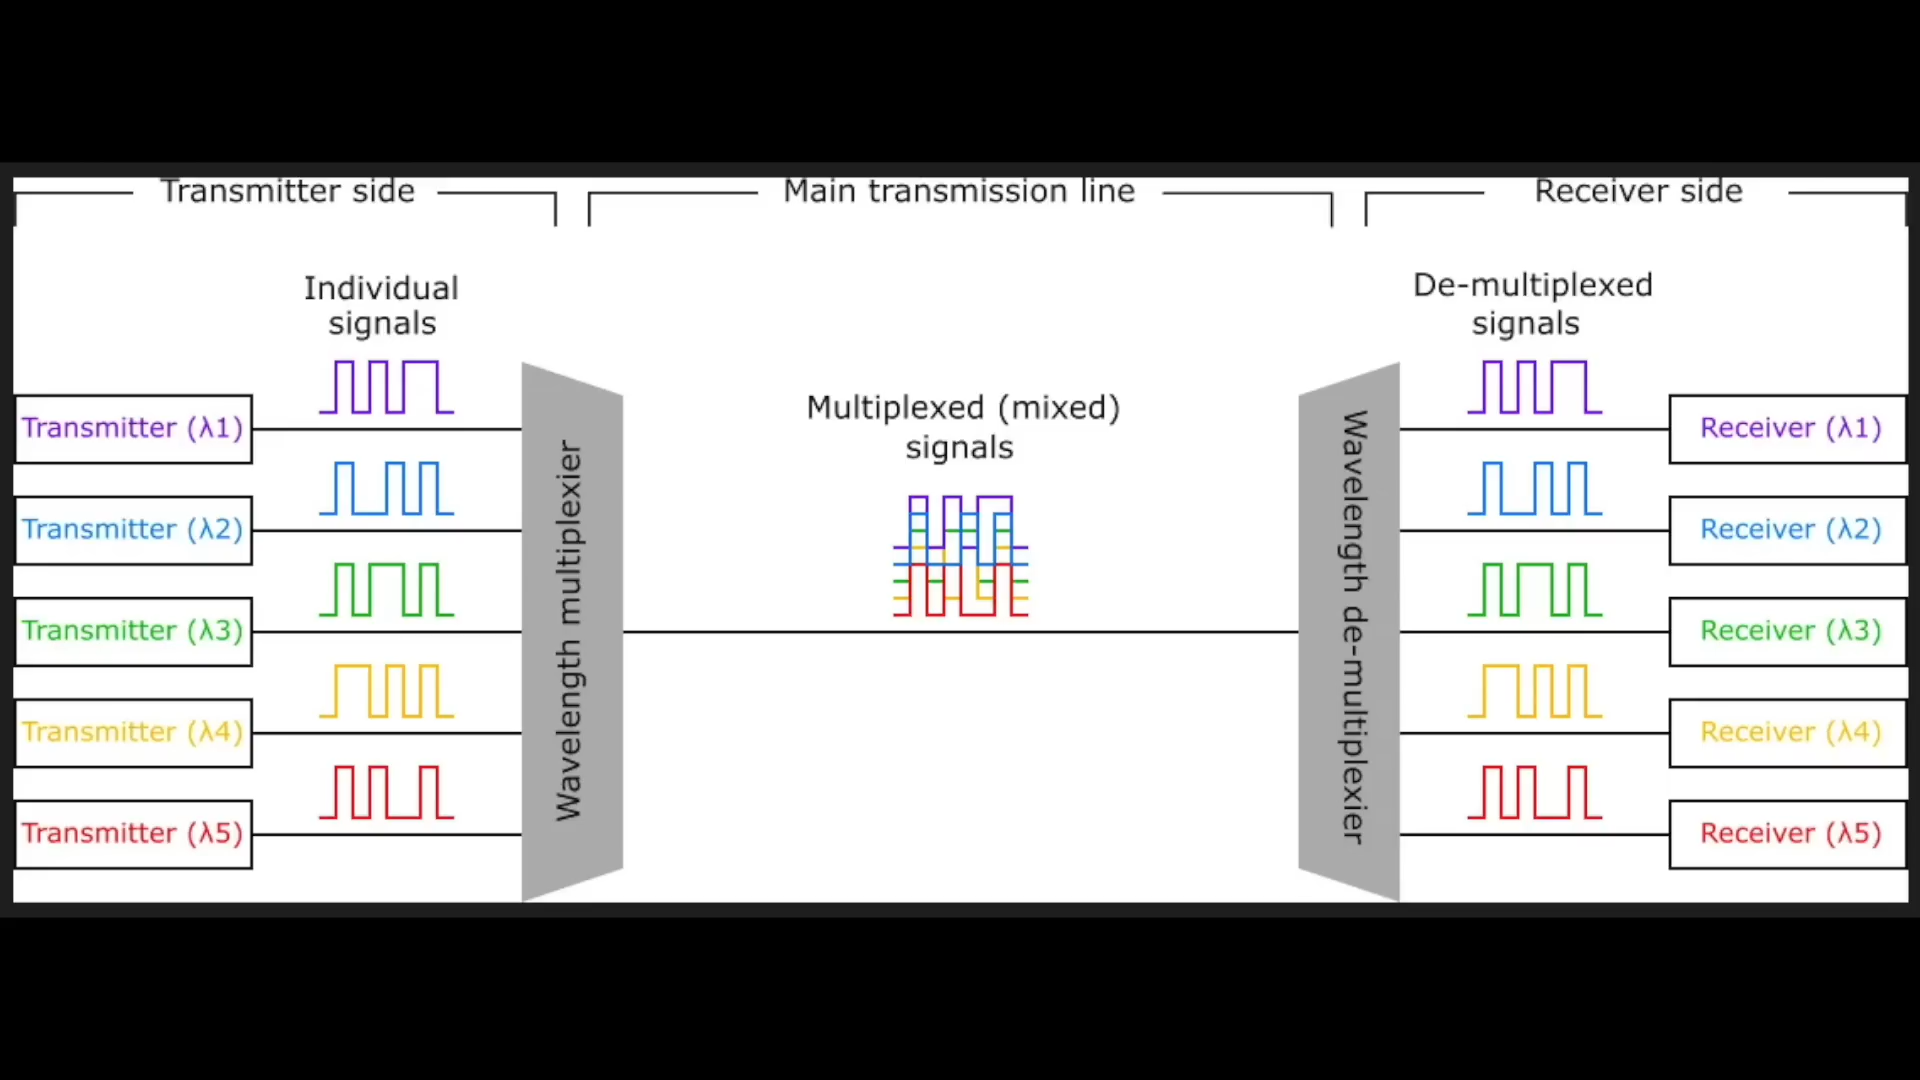 Transmitter side
Main transmission line
Receiver side
Individual
signals
De-multiplexed
signals
Multiplexed (mixed)
signals
Transmitter (λ1)
Transmitter (λ2)
Transmitter (λ3)
Transmitter (λ4)
Transmitter (λ5)
Wavelength multiplexier
Wavelength de-multiplexier
Receiver (λ1)
Receiver (λ2)
Receiver (λ3)
Receiver (λ4)
Receiver (λ5)